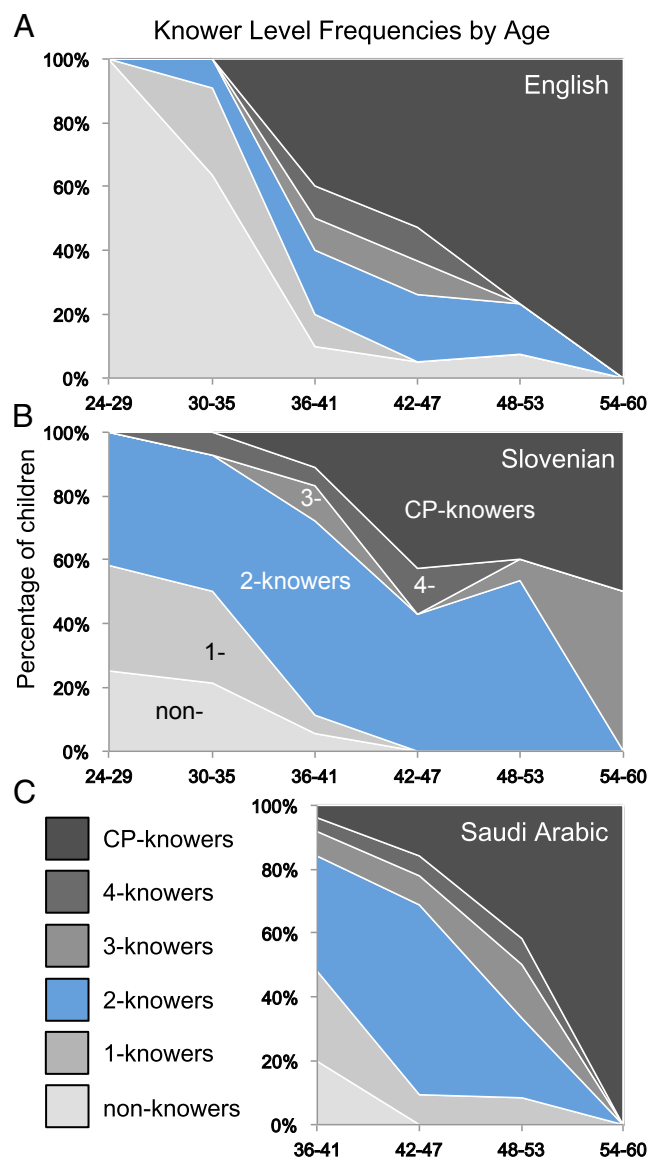 A
Knower Level Frequencies by Age
100%
80%
60%
40%
20%
0%
English
24-29 30-35 36-41 42-47 48-53 54-60
B
Percentage of children
100%
80%
60%
40%
20%
0%
Slovenian
CP-knowers
3-
4-
2-knowers
1-
non-
24-29 30-35 36-41 42-47 48-53 54-60
C
CP-knowers
4-knowers
3-knowers
2-knowers
1-knowers
non-knowers
100%
80%
60%
40%
20%
0%
Saudi Arabic
36-41 42-47 48-53 54-60